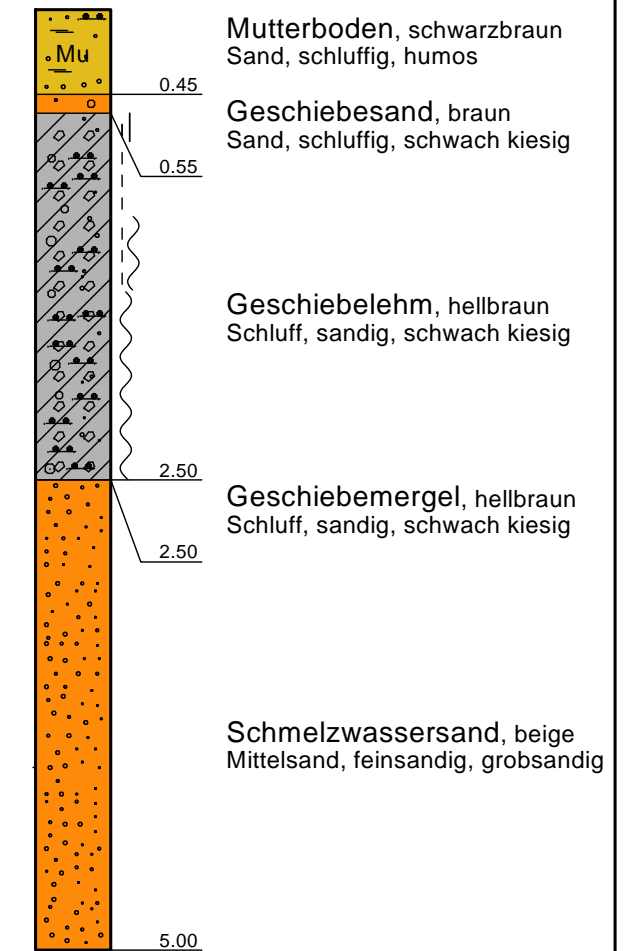 Mutterboden, schwarzbraun
Sand, schluffig, humos
Mu
0.45
Geschiebesand, braun
Sand, schluffig, schwach kiesig
0.55
Geschiebelehm, hellbraun
Schluff, sandig, schwach kiesig
2.50
Geschiebemergel, hellbraun
Schluff, sandig, schwach kiesig
2.50
Schmelzwassersand, beige
Mittelsand, feinsandig, grobsandig
5.00